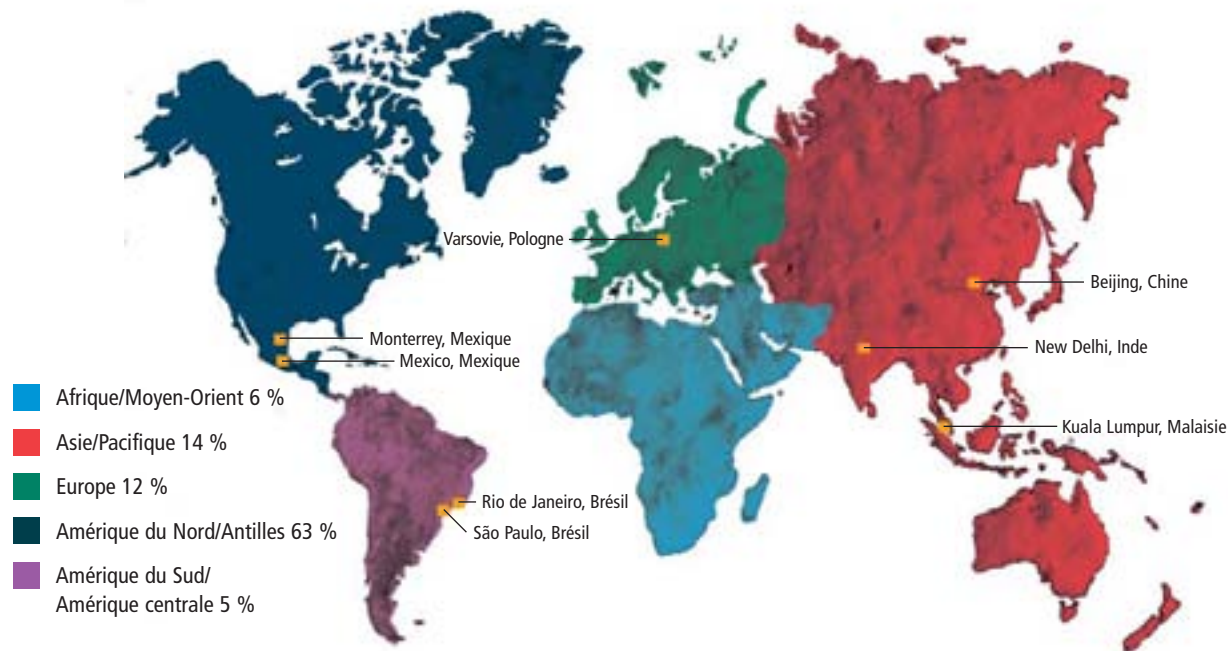 Varsovie, Pologne
Beijing, Chine
Monterrey, Mexique
New Delhi, Inde
Mexico, Mexique
Afrique/Moyen-Orient 6 %
Asie/Pacifique 14 %
Kuala Lumpur, Malaisie
Europe 12 %
Rio de Janeiro, Brésil
Amérique du Nord/Antilles 63 %
São Paulo, Brésil
Amérique du Sud/
Amérique centrale 5 %